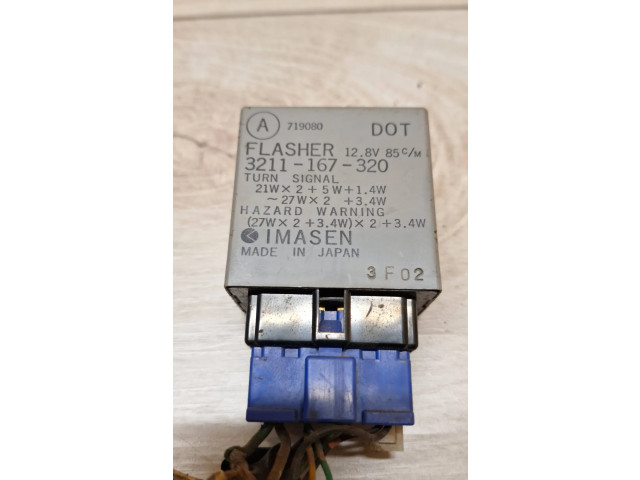 A 719080 DOT
FLASHER 12.8V 85C/M
3211-167-320
TURN SIGNAL
21W×2+5W+1.4W
~27W×2 +3.4W
HAZARD WARNING
(27W×2+3.4W)×2+3.4W
IMASEN
MADE IN JAPAN
3F02